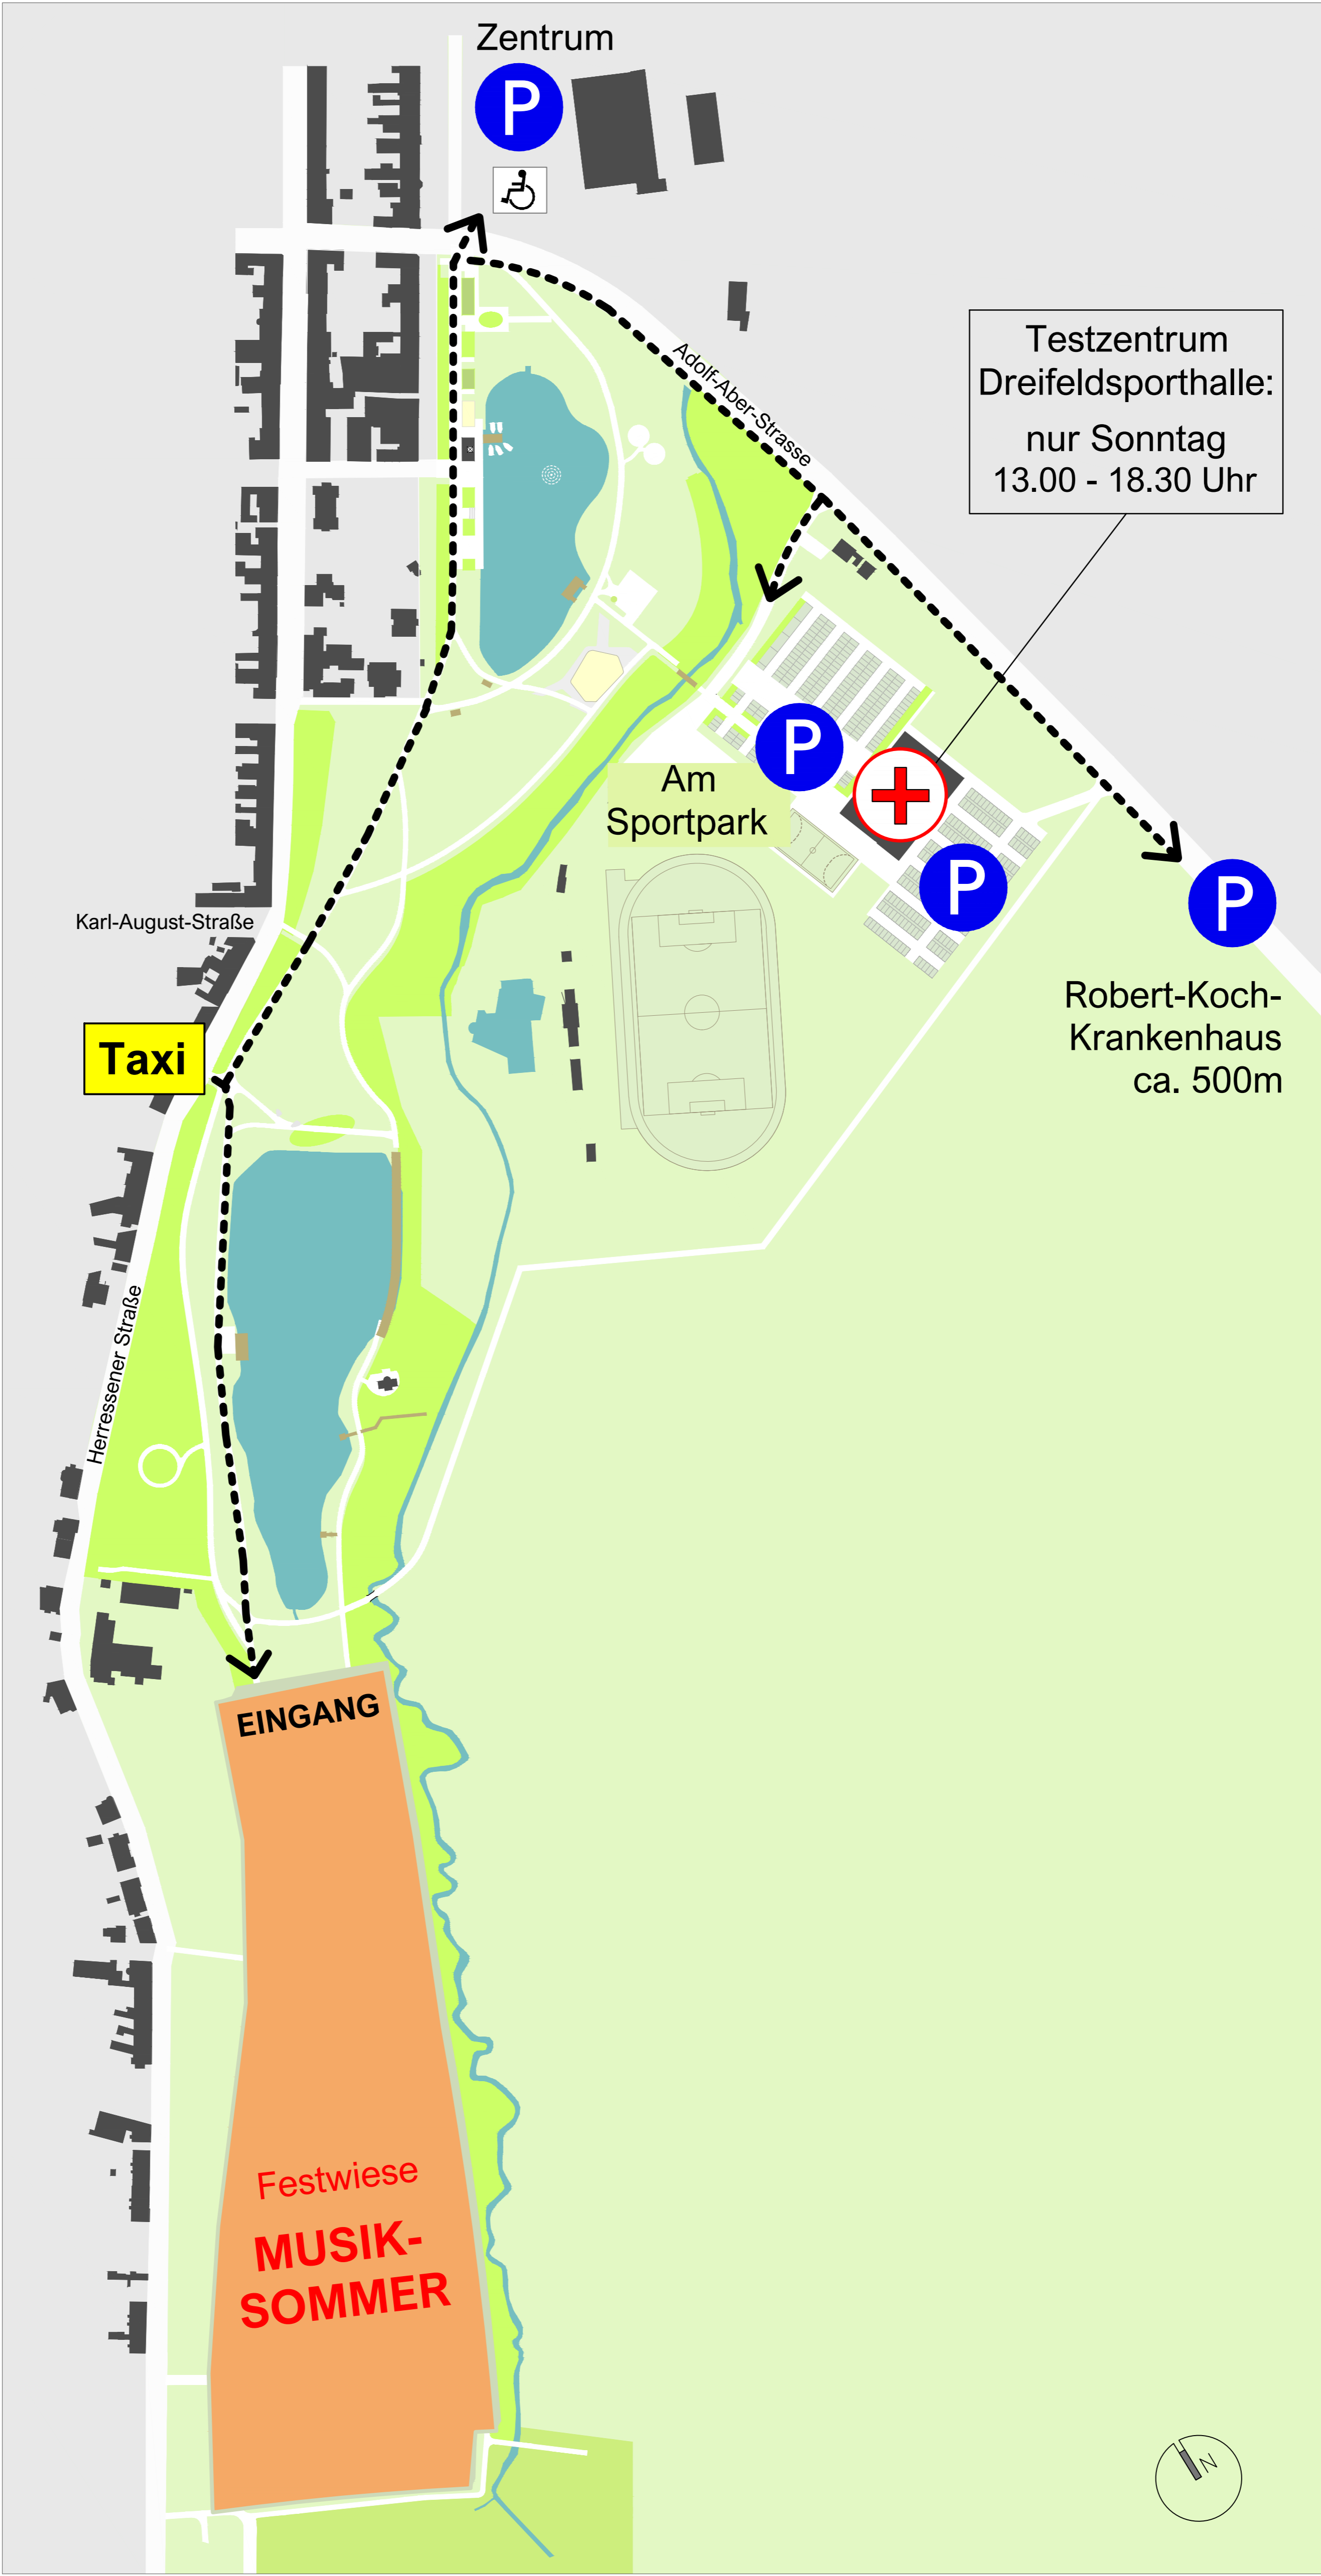 Zentrum
P
Adolf-Aber-Strasse
Testzentrum
Dreifeldsporthalle:
nur Sonntag
13.00 - 18.30 Uhr
P
Am
Sportpark
P
P
Karl-August-Straße
Robert-Koch-
Krankenhaus
ca. 500m
Taxi
Herressener Straße
EINGANG
Festwiese
MUSIK-
SOMMER
N